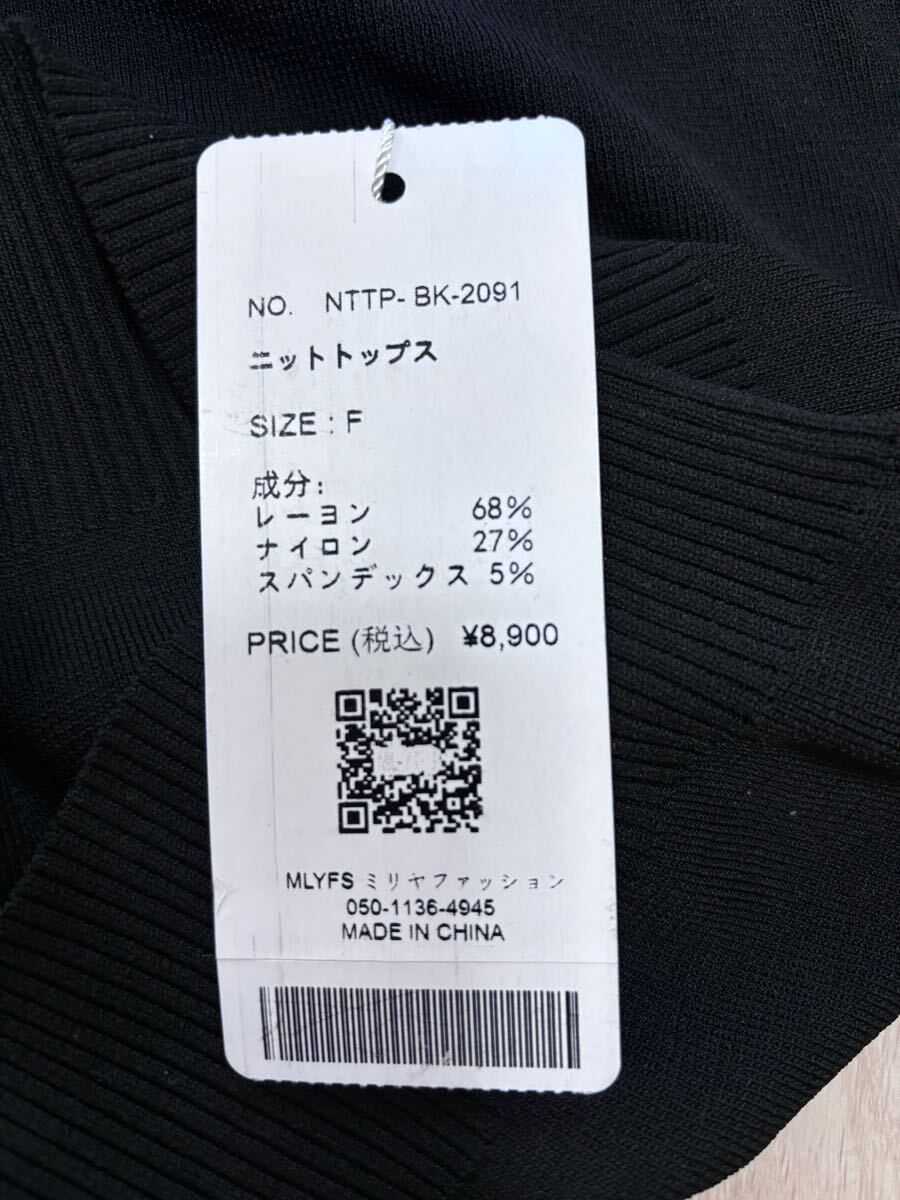 NO. NTTP- BK-2091
ニットトップス
SIZE : F
成分:
レーヨン 68%
ナイロン 27%
スパンデックス 5%
PRICE (税込) ¥8,900
MLYFS ミリヤファッション
050-1136-4945
MADE IN CHINA